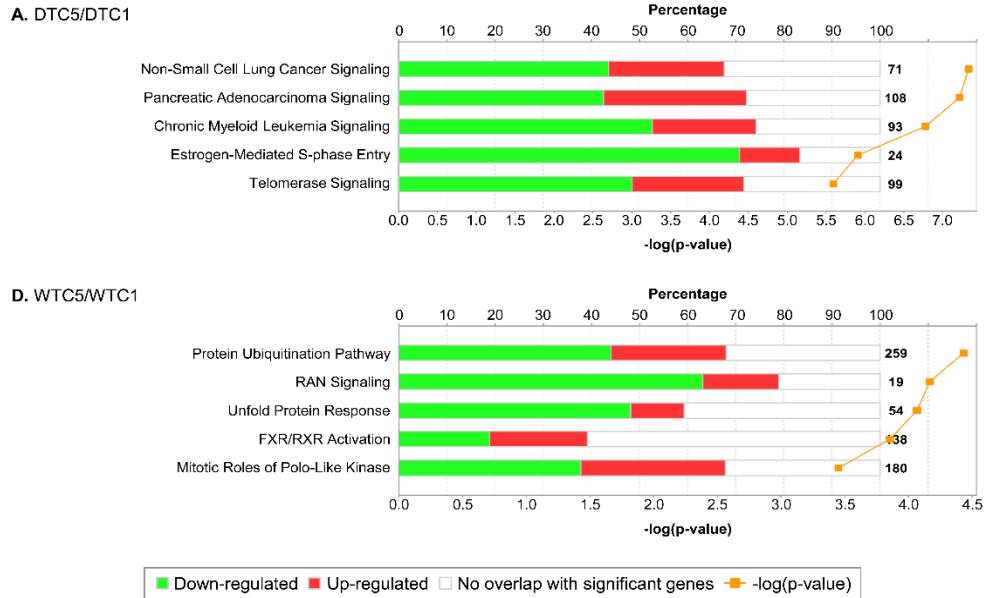 A. DTC5/DTC1
Percentage
0 10 20 30 40 50 60 70 80 90 100
Non-Small Cell Lung Cancer Signaling 71
Pancreatic Adenocarcinoma Signaling 108
Chronic Myeloid Leukemia Signaling 93
Estrogen-Mediated S-phase Entry 24
Telomerase Signaling 99
0.0 0.5 1.0 1.5 2.0 2.5 3.0 3.5 4.0 4.5 5.0 5.5 6.0 6.5 7.0
-log(p-value)
D. WTC5/WTC1
Percentage
0 10 20 30 40 50 60 70 80 90 100
Protein Ubiquitination Pathway 259
RAN Signaling 19
Unfold Protein Response 54
FXR/RXR Activation 138
Mitotic Roles of Polo-Like Kinase 180
0.0 0.5 1.0 1.5 2.0 2.5 3.0 3.5 4.0 4.5
-log(p-value)
Down-regulated Up-regulated No overlap with significant genes -log(p-value)